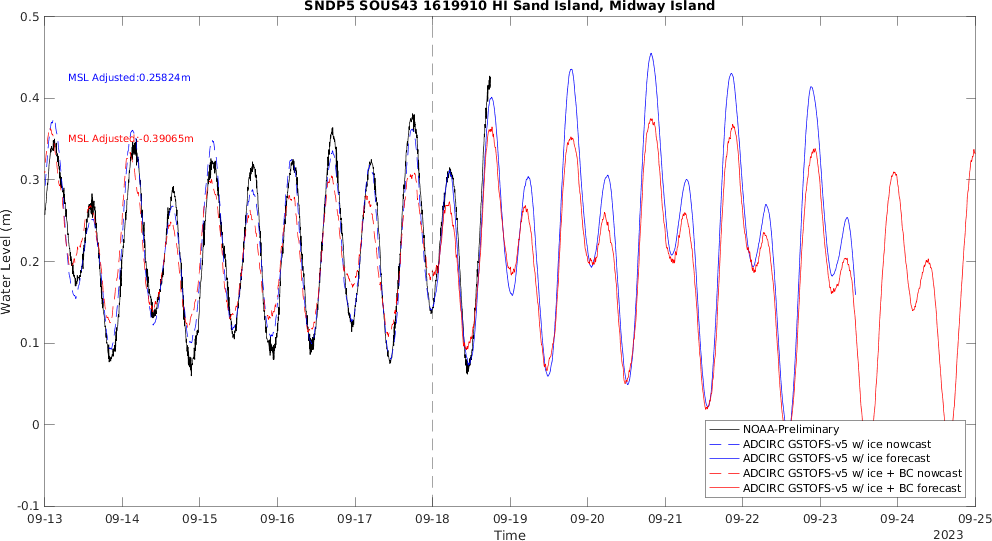 SNDP5 SOUS43 1619910 HI Sand Island, Midway Island
0.5
0.4
0.3
0.2
0.1
0
-0.1
Water Level (m)
MSL Adjusted:0.25824m
MSL Adjusted:-0.39065m
NOAA-Preliminary
ADCIRC GSTOFS-v5 w/ ice nowcast
ADCIRC GSTOFS-v5 w/ ice forecast
ADCIRC GSTOFS-v5 w/ ice + BC nowcast
ADCIRC GSTOFS-v5 w/ ice + BC forecast
09-13 09-14 09-15 09-16 09-17 09-18 09-19 09-20 09-21 09-22 09-23 09-24 09-25
Time
2023